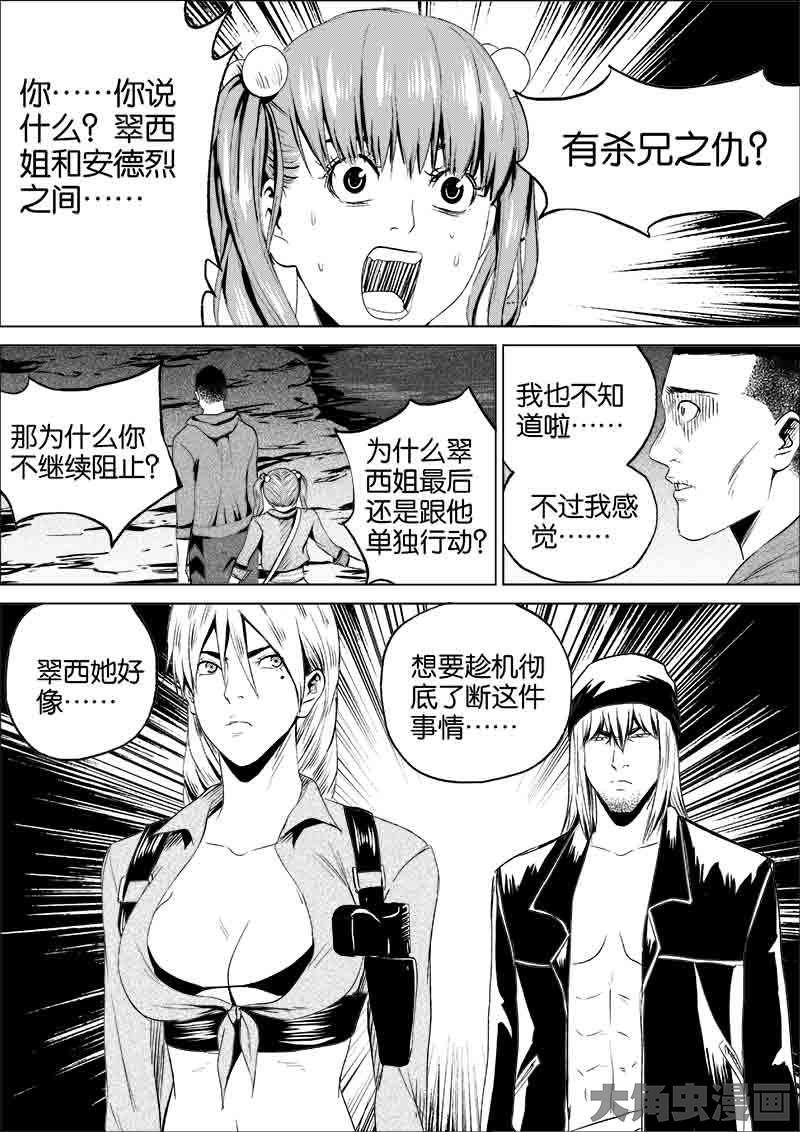 你……你说
什么？翠西
姐和安德烈
之间……
有杀兄之仇？
那为什么你
不继续阻止？
为什么翠
西姐最后
还是跟他
单独行动？
我也不知
道啦……
不过我感
觉……
翠西她好
像……
想要趁机彻
底了断这件
事情……
大角虫漫画